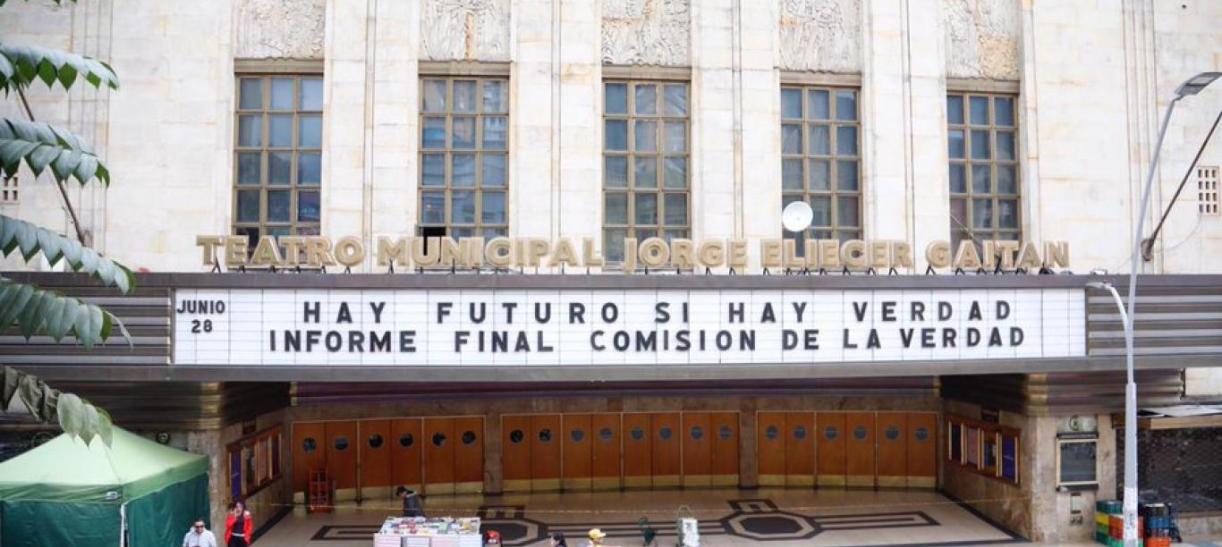 TEATRO MUNICIPAL JORGE ELIECER GAITAN
JUNIO
28
HAY FUTURO SI HAY VERDAD
INFORME FINAL COMISION DE LA VERDAD